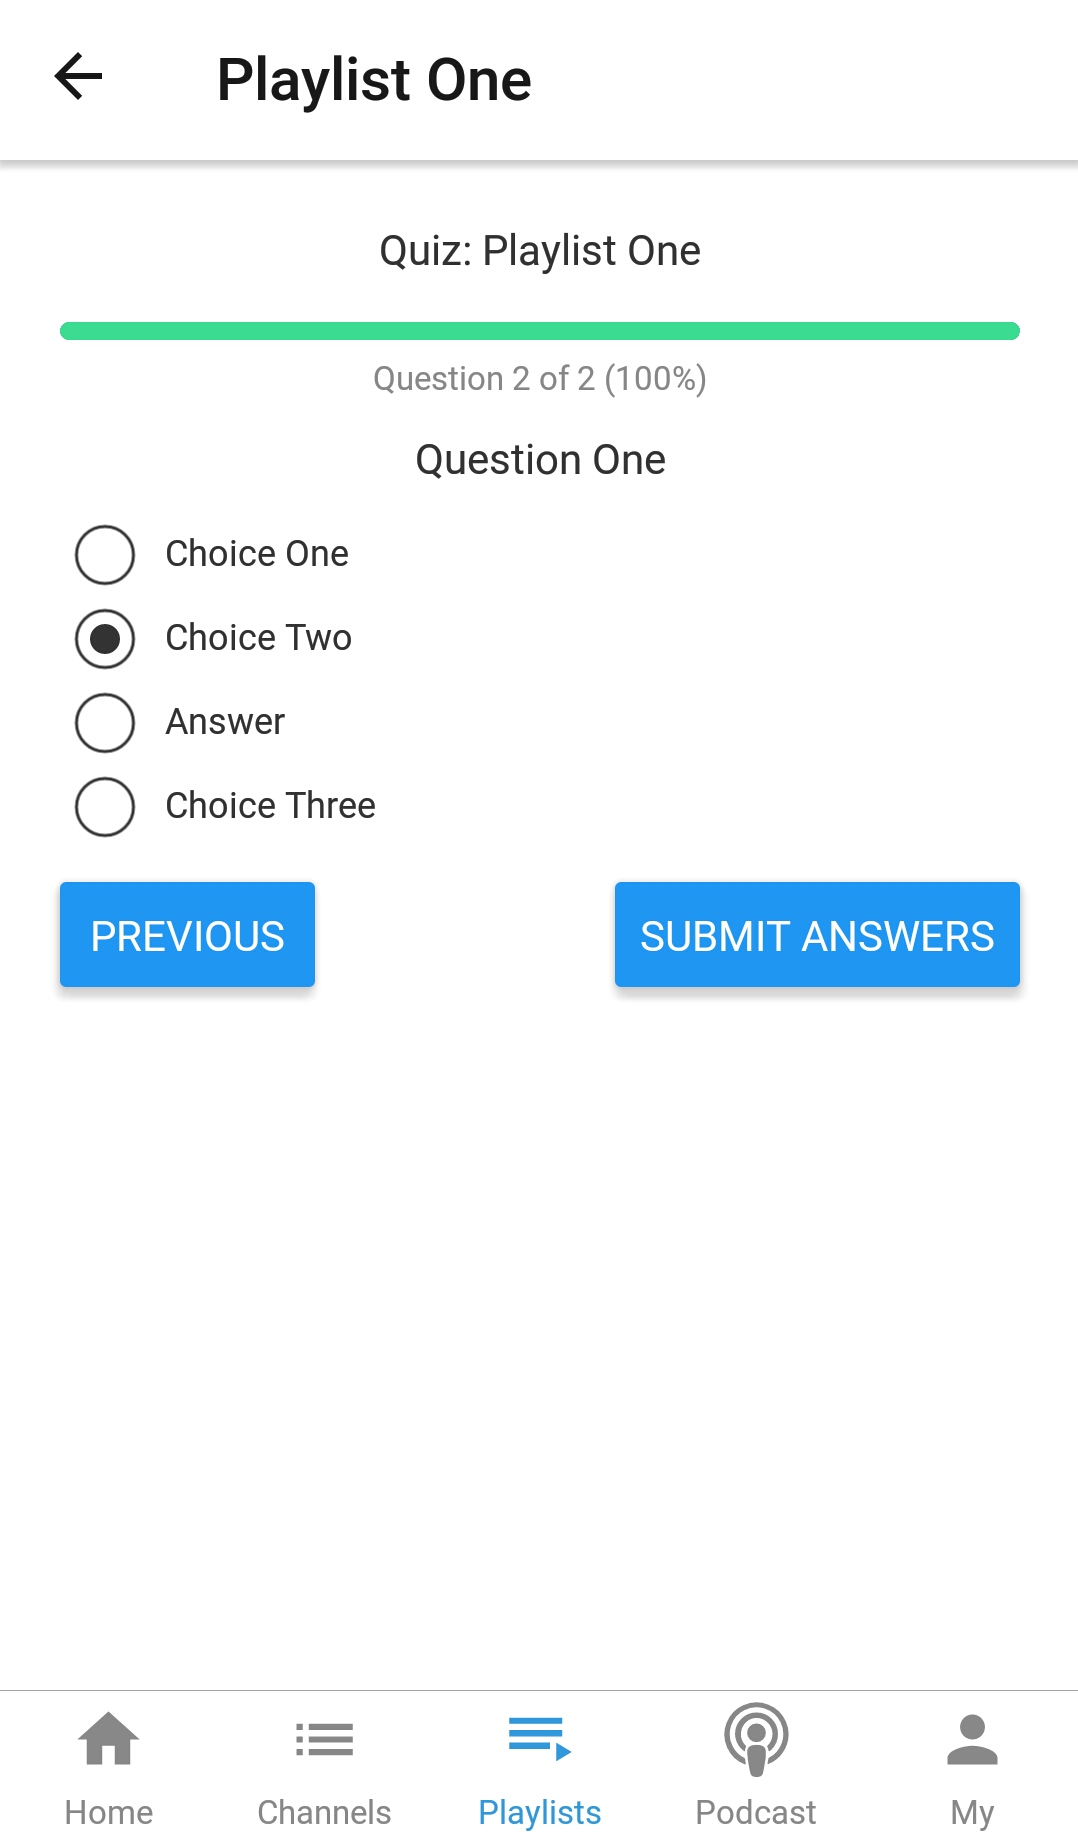 Playlist One
Quiz: Playlist One
Question 2 of 2 (100%)
Question One
Choice One
Choice Two
Answer
Choice Three
PREVIOUS SUBMIT ANSWERS
Home Channels Playlists Podcast My